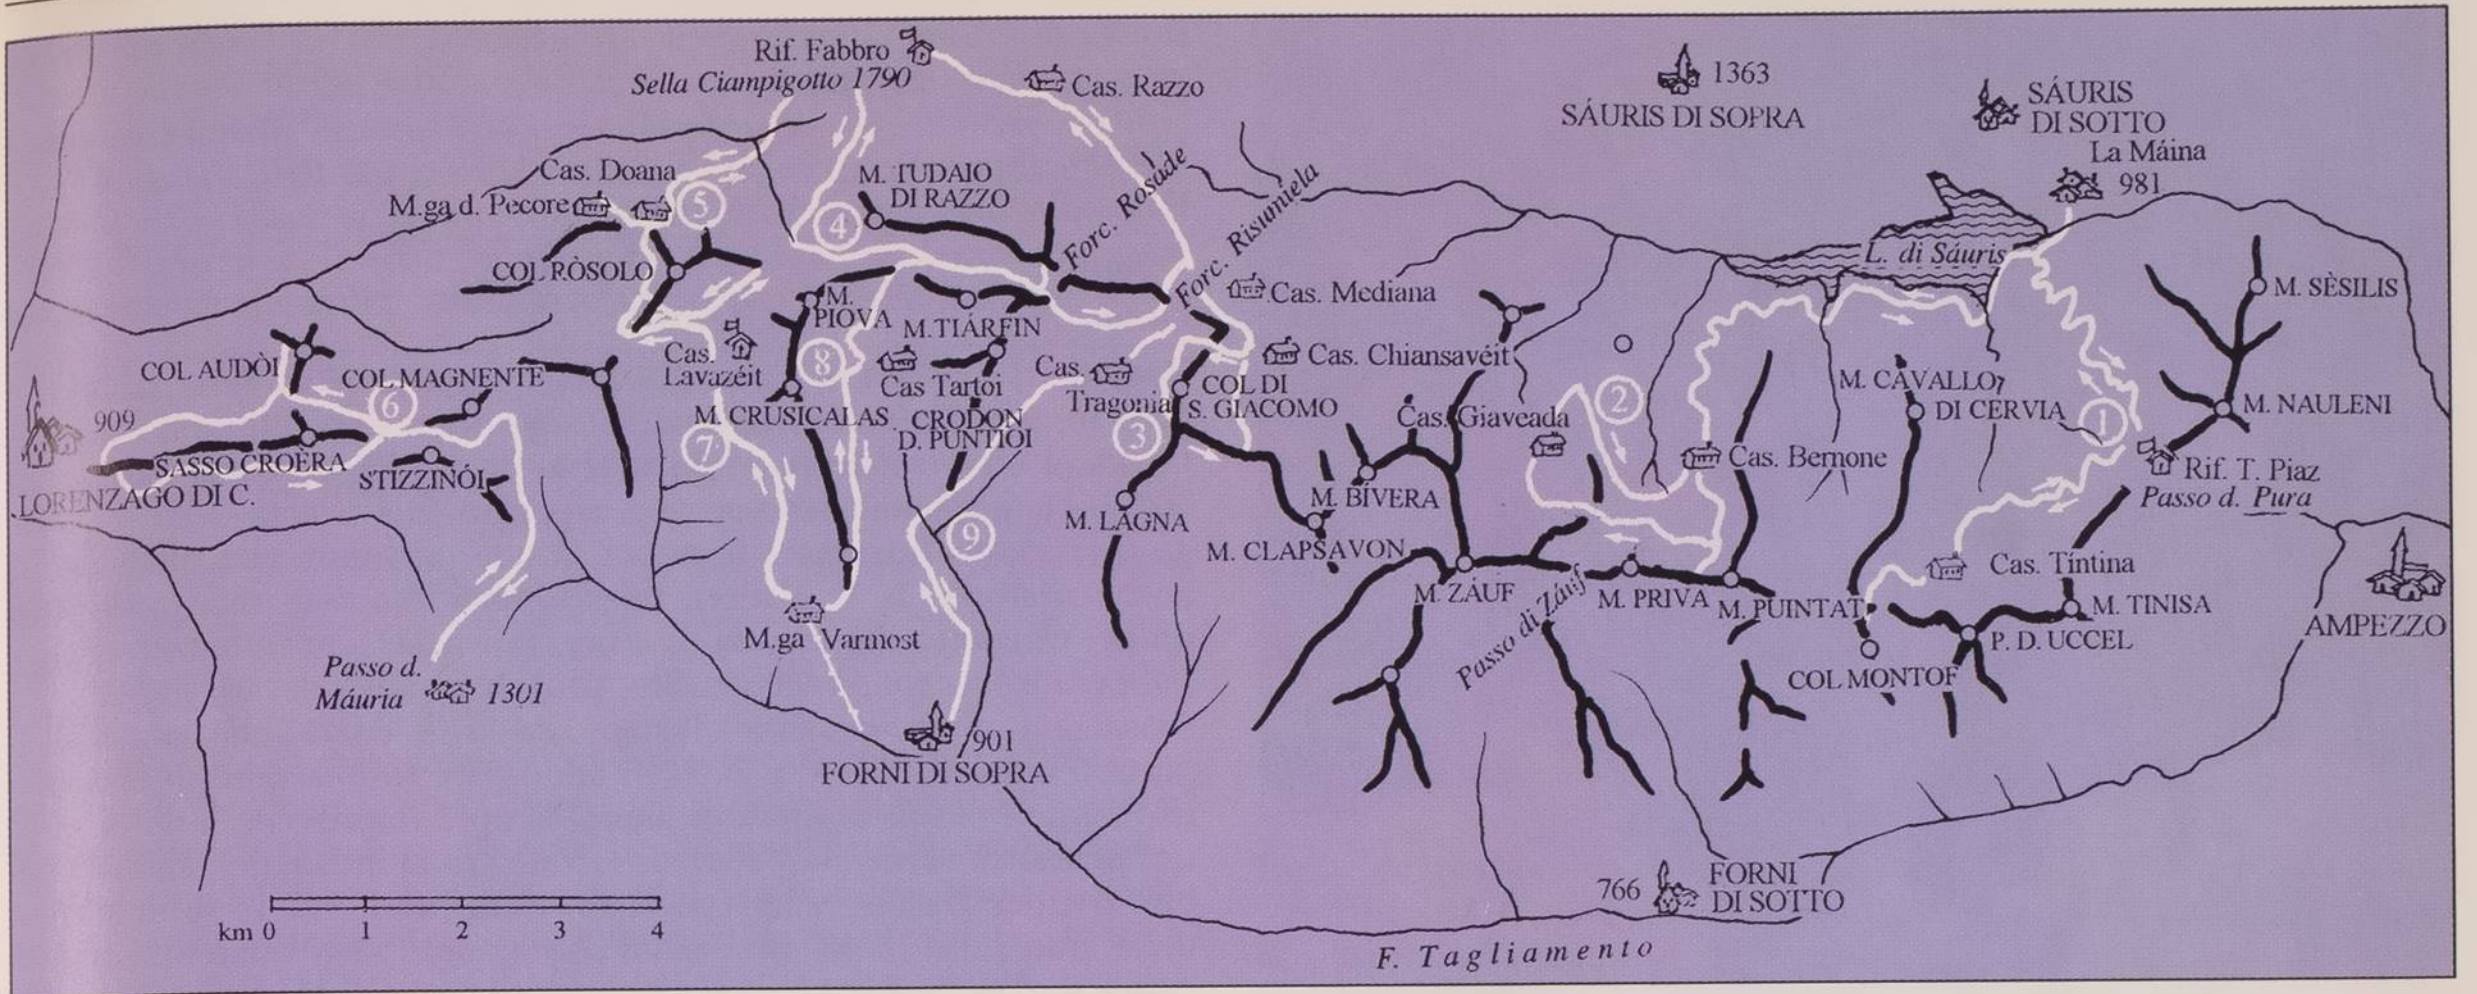 Rif. Fabbro
Sella Ciampigotto 1790
Cas. Razzo
1363
SÁURIS DI SOPRA
SÁURIS
DI SOTTO
La Máina
981
Cas. Doana
M.ga d. Pecore
5
4
M. TUDAIO
DI RAZZO
Forc. Rosade
Forc. Risumiela
L. di Sáuris
COL RÒSOLO
M.
PIOVA
M. TIÁRFIN
Cas. Mediana
M. SÈSILIS
COL AUDÒI
COL MAGNENTE
Cas.
Lavazéit
8
Cas Tartoi
Cas.
Tragonia
Cas. Chiansavéit
COL DI
S. GIACOMO
M. CAVALLO
DI CERVIA
M. NAULENI
909
6
M. CRUSICALAS
CRODON
D. PUNTIOI
3
Cas. Giaveada
2
1
7
SASSO CROÈRA
STIZZINÓI
LORENZAGO DI C.
Cas. Bernone
Rif. T. Piaz
Passo d. Pura
M. BÍVERA
M. LAGNA
9
M. CLAPSAVON
Cas. Tíntina
M. ZÁUF
M. PRIVA
M. PUINTAT
M. TINISA
AMPEZZO
Passo di Záuf
P. D. UCCEL
COL MONTOF
M.ga Varmost
Passo d.
Máuria
1301
901
FORNI DI SOPRA
766
FORNI
DI SOTTO
km 0 1 2 3 4
F. Tagliamento